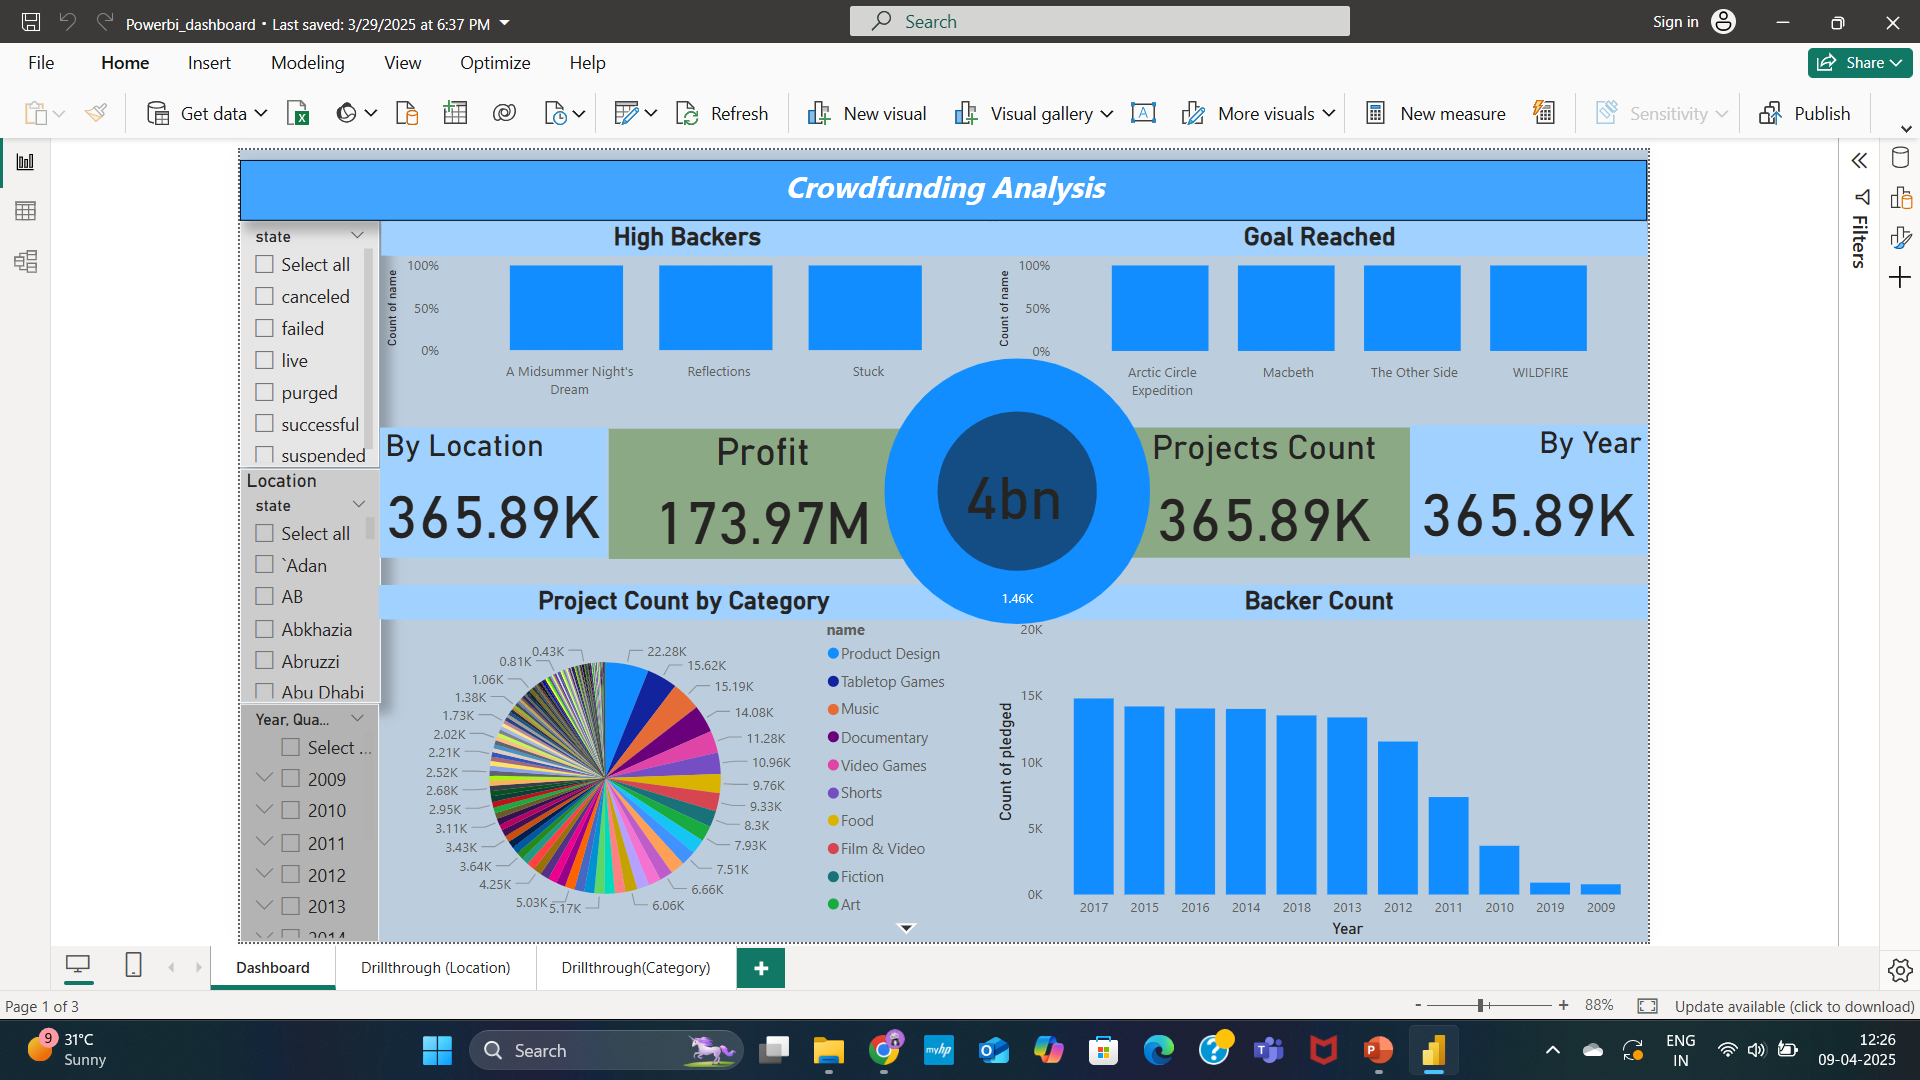 Powerbi_dashboard • Last saved: 3/29/2025 at 6:37 PM
Search
Sign in
File Home Insert Modeling View Optimize Help
Share
Get data
Refresh
New visual
Visual gallery
More visuals
New measure
Sensitivity
Publish
Filters
Crowdfunding Analysis
state
Select all
canceled
failed
live
purged
successful
suspended
Location
state
Select all
`Adan
AB
Abkhazia
Abruzzi
Abu Dhabi
Year, Qua...
Select ...
2009
2010
2011
2012
2013
2014
High Backers
Count of name
100%
50%
0%
A Midsummer Night's
Dream
Reflections
Stuck
Goal Reached
Count of name
100%
50%
0%
Arctic Circle
Expedition
Macbeth
The Other Side
WILDFIRE
By Location
365.89K
Profit
173.97M
4bn
1.46K
Projects Count
365.89K
By Year
365.89K
Project Count by Category
0.43K
0.81K
1.06K
1.38K
1.73K
2.02K
2.21K
2.52K
2.68K
2.95K
3.11K
3.43K
3.64K
4.25K
5.03K
5.17K
22.28K
15.62K
15.19K
14.08K
11.28K
10.96K
9.76K
9.33K
8.3K
7.93K
7.51K
6.66K
6.06K
name
Product Design
Tabletop Games
Music
Documentary
Video Games
Shorts
Food
Film & Video
Fiction
Art
Backer Count
Count of pledged
20K
15K
10K
5K
0K
2017 2015 2016 2014 2018 2013 2012 2011 2010 2019 2009
Year
Dashboard
Drillthrough (Location)
Drillthrough(Category)
Page 1 of 3
- + 88%
Update available (click to download)
9
31°C
Sunny
Search
myhp
ENG
IN
12:26
09-04-2025